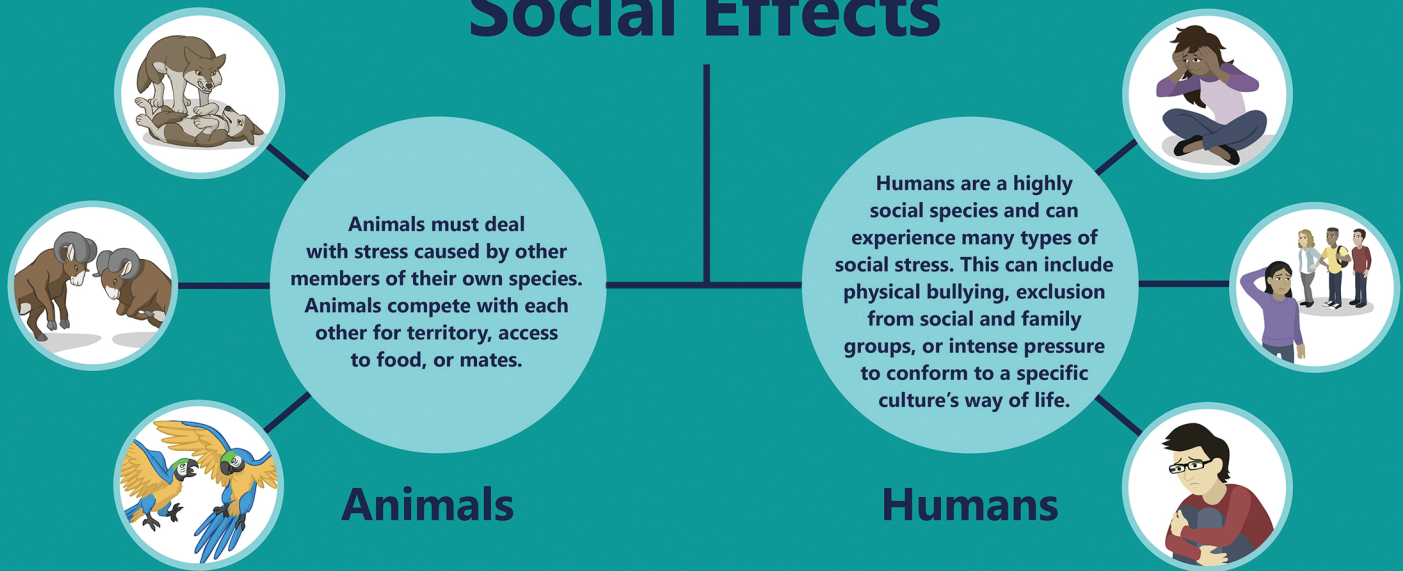 Social Effects
Animals must deal
with stress caused by other
members of their own species.
Animals compete with each
other for territory, access
to food, or mates.
Animals
Humans are a highly
social species and can
experience many types of
social stress. This can include
physical bullying, exclusion
from social and family
groups, or intense pressure
to conform to a specific
culture’s way of life.
Humans